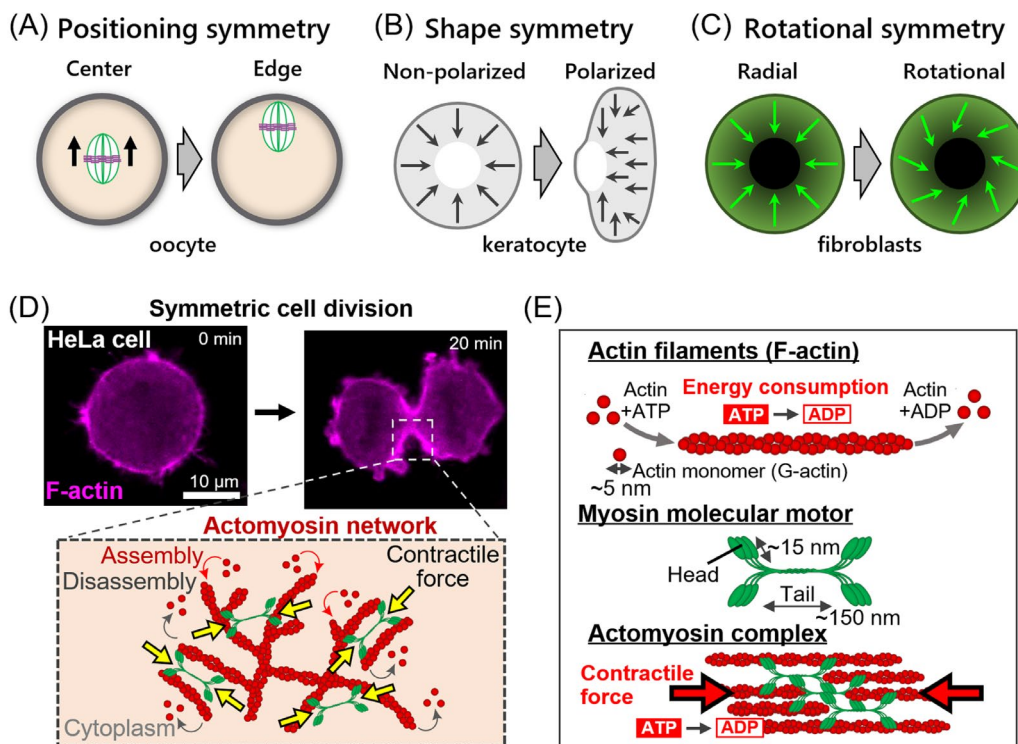 (A) Positioning symmetry
Center
Edge
oocyte
(B) Shape symmetry
Non-polarized
Polarized
keratocyte
(C) Rotational symmetry
Radial
Rotational
fibroblasts
(D)
Symmetric cell division
HeLa cell
0 min
F-actin
10 µm
20 min
Actomyosin network
Assembly
Disassembly
Contractile
force
Cytoplasm
(E)
Actin filaments (F-actin)
Actin
+ATP
Energy consumption
ATP
ADP
Actin
+ADP
Actin monomer (G-actin)
~5 nm
Myosin molecular motor
Head
~15 nm
Tail
~150 nm
Actomyosin complex
Contractile
force
ATP
ADP